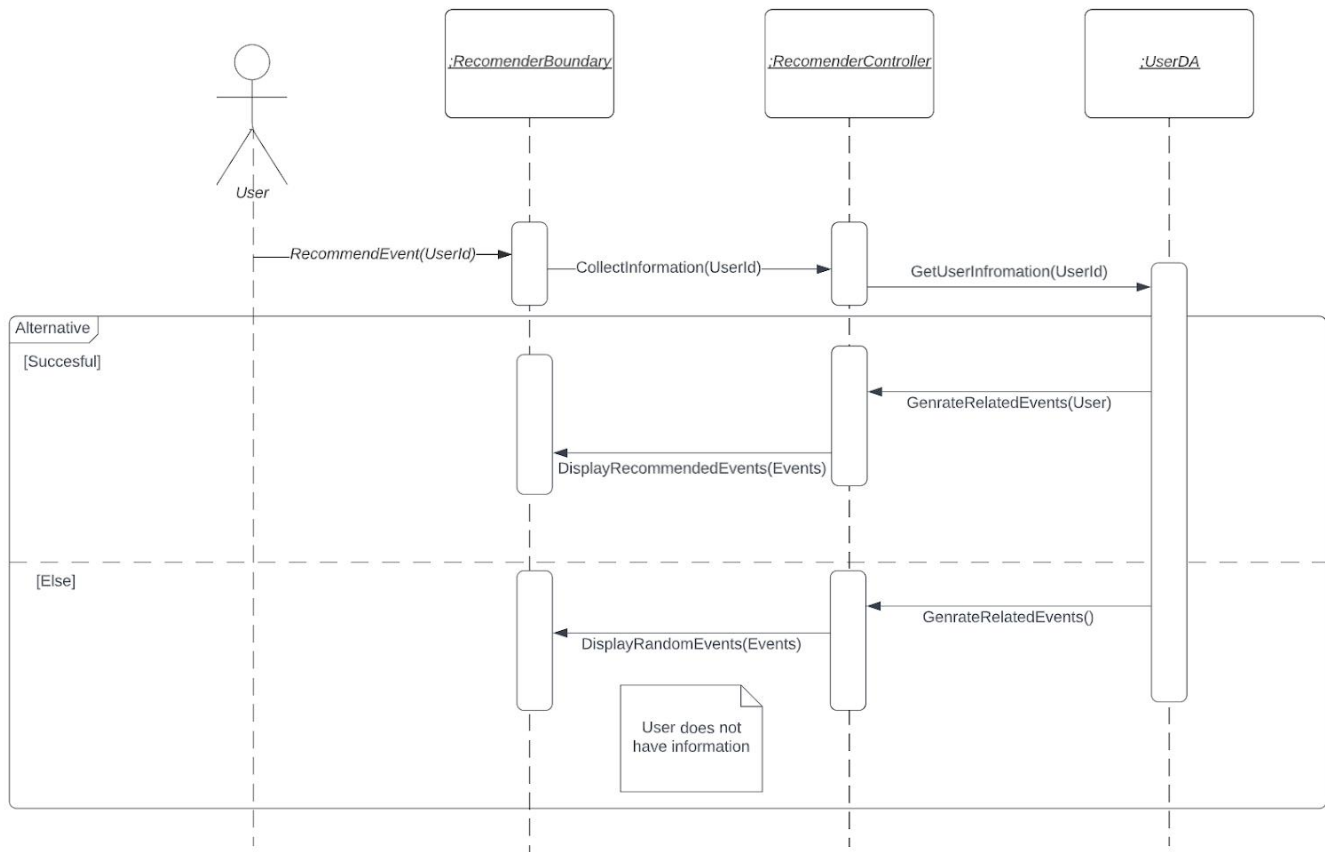 ;RecomenderBoundary
;RecomenderController
;UserDA
User
RecommendEvent(UserId)
CollectInformation(UserId)
GetUserInfromation(UserId)
Alternative
[Succesful]
GenrateRelatedEvents(User)
DisplayRecommendedEvents(Events)
[Else]
GenrateRelatedEvents()
DisplayRandomEvents(Events)
User does not
have information